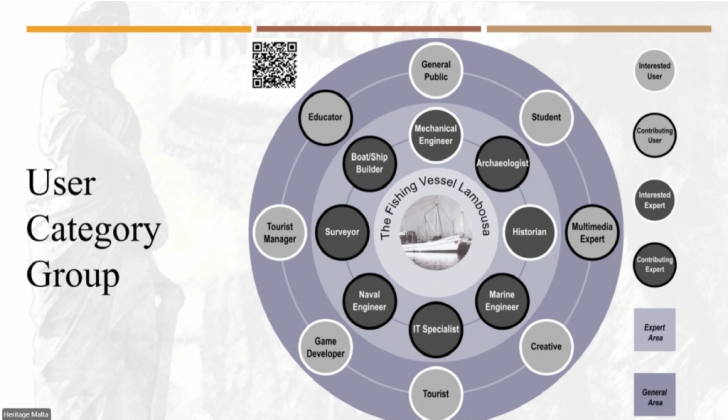 User
Category
Group
General
Public
Educator
Student
Mechanical
Engineer
Boat/Ship
Builder
Archaeologist
The Fishing Vessel Lambousa
Tourist
Manager
Surveyor
Historian
Multimedia
Expert
Naval
Engineer
Marine
Engineer
IT Specialist
Game
Developer
Creative
Tourist
Interested
User
Contributing
User
Interested
Expert
Contributing
Expert
Expert
Area
General
Area
Heritage Malta